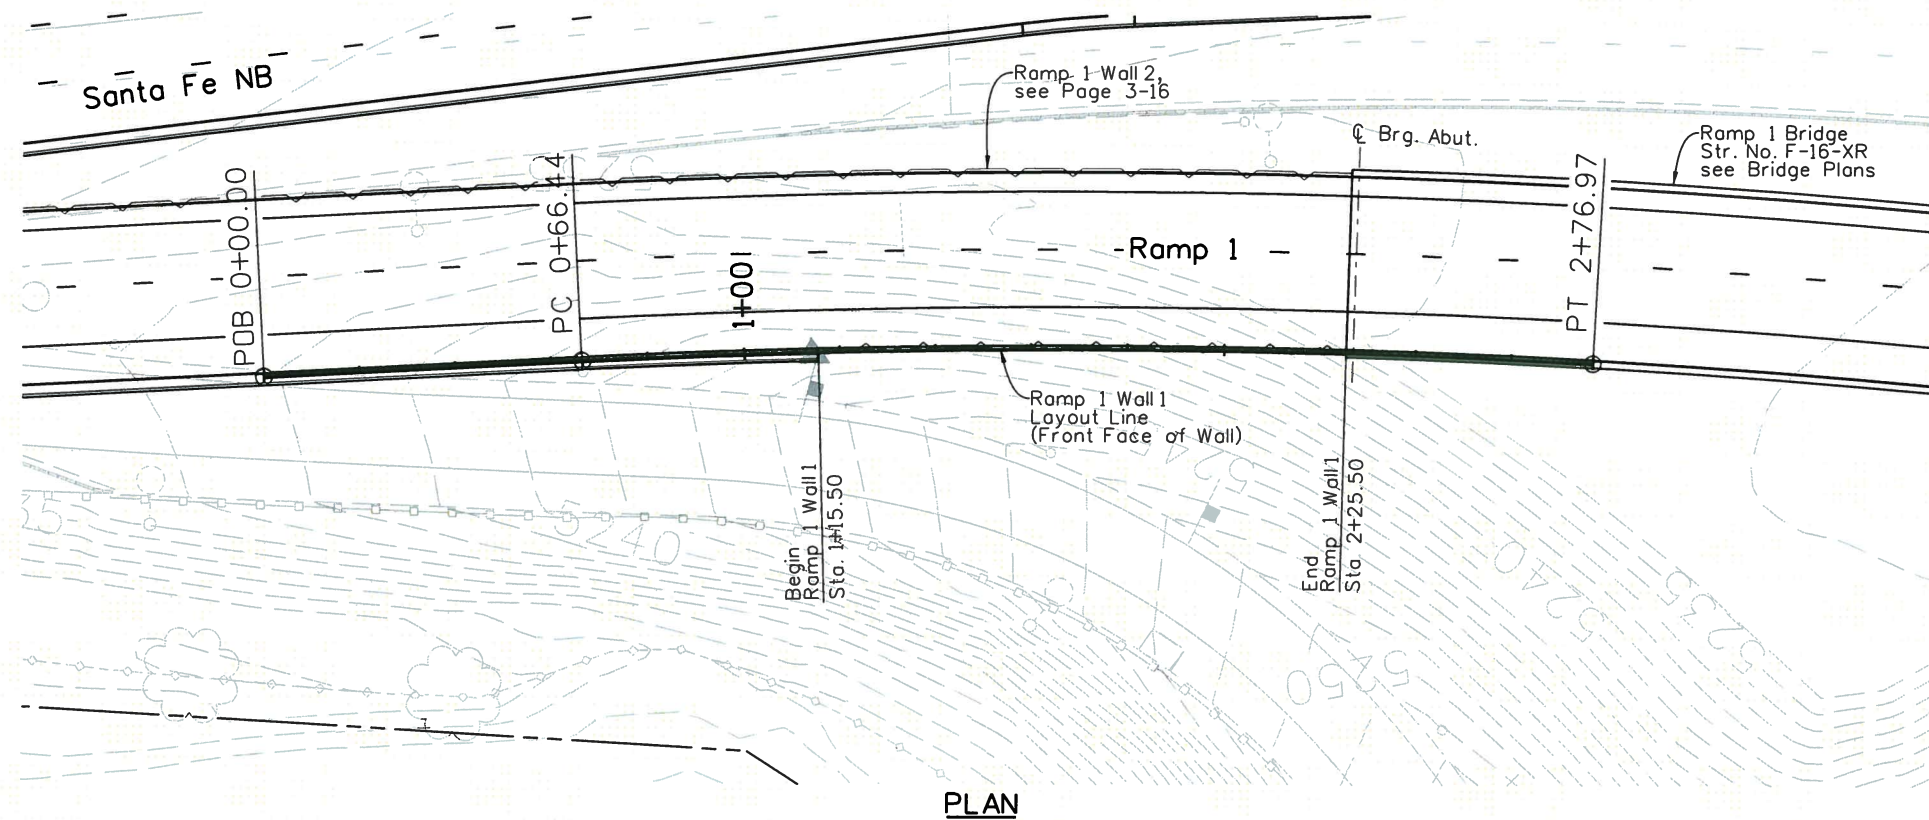 Santa Fe NB
Ramp 1 Wall 2,
see Page 3-16
℄ Brg. Abut.
Ramp 1 Bridge
Str. No. F-16-XR
see Bridge Plans
POB 0+00.00
PC 0+66.44
1+00
Ramp 1
PT 2+76.97
Ramp 1 Wall 1
Layout Line
(Front Face of Wall)
Begin
Ramp 1 Wall 1
Sta. 1+15.50
End
Ramp 1 Wall 1
Sta. 2+25.50
5245
5240
5240
5235
5250
PLAN